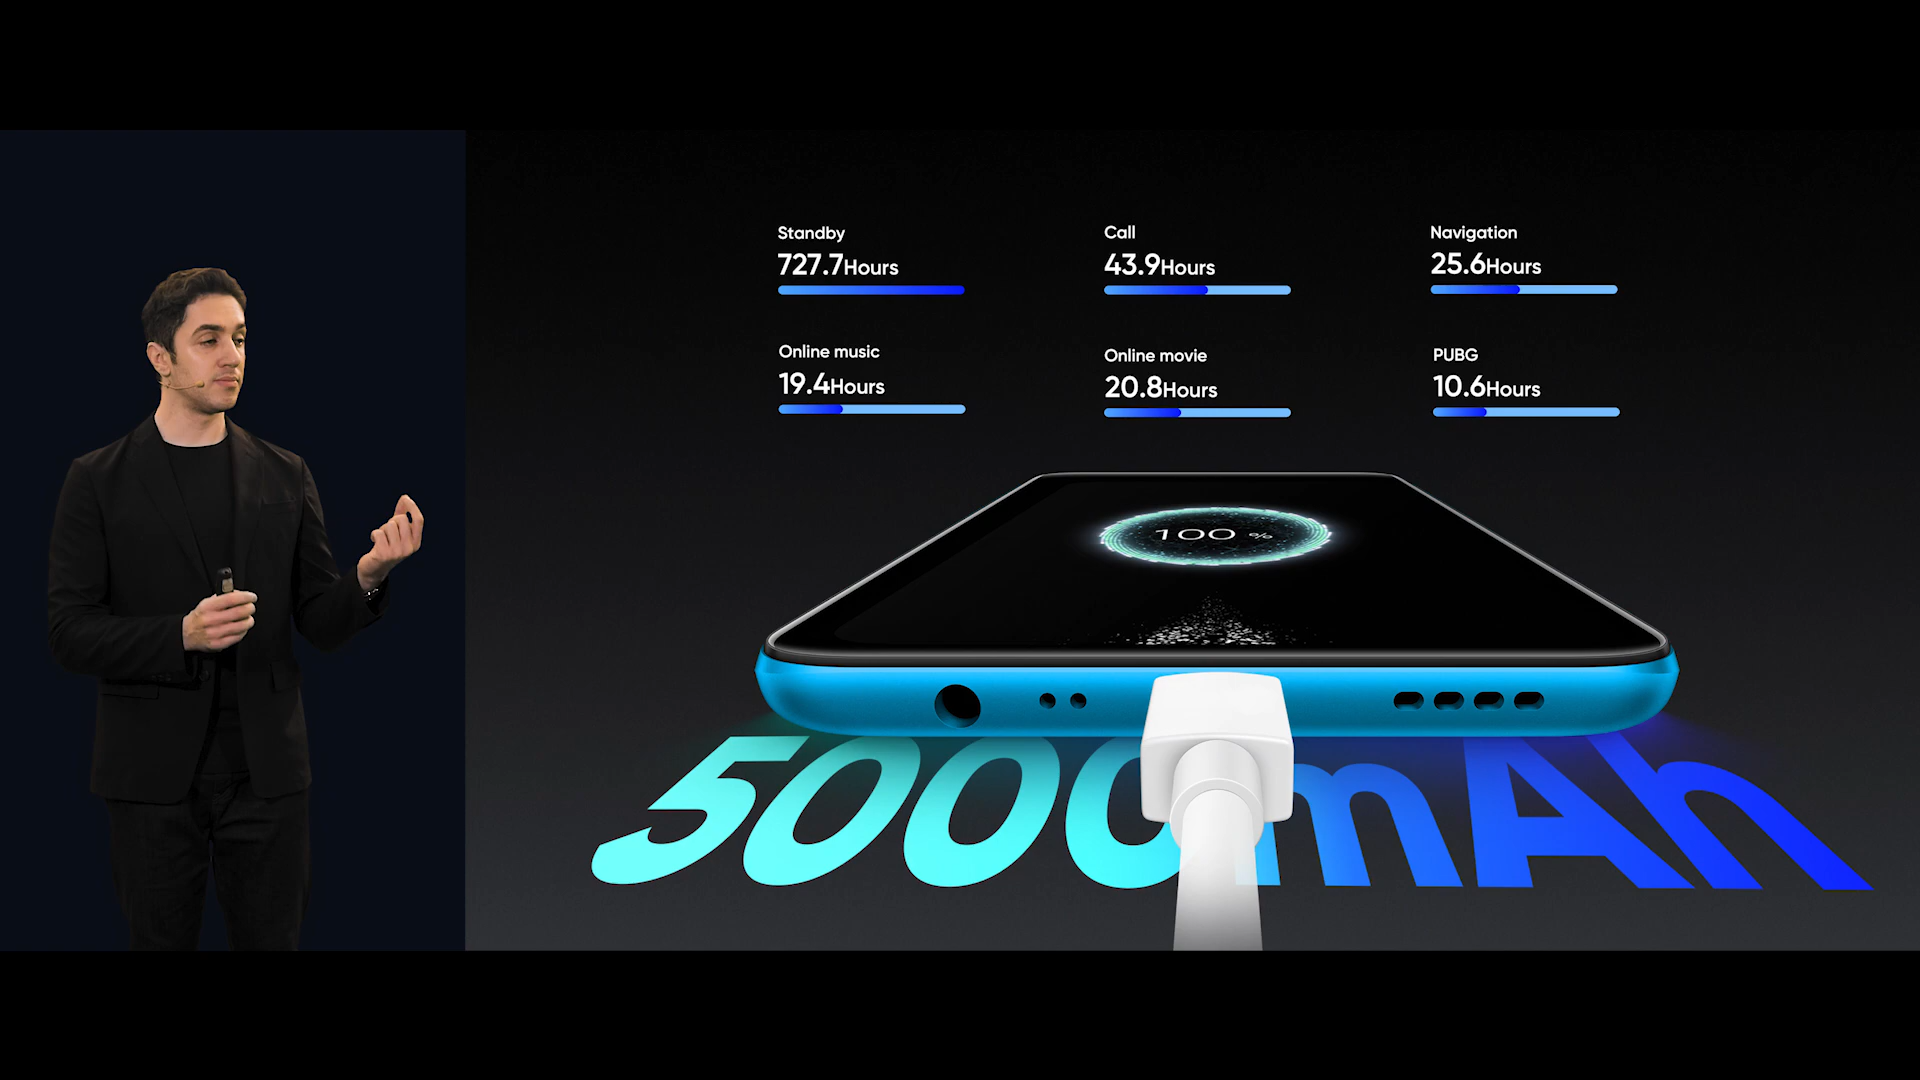 Standby
727.7Hours
Call
43.9Hours
Navigation
25.6Hours
Online music
19.4Hours
Online movie
20.8Hours
PUBG
10.6Hours
100 %
5000mAh